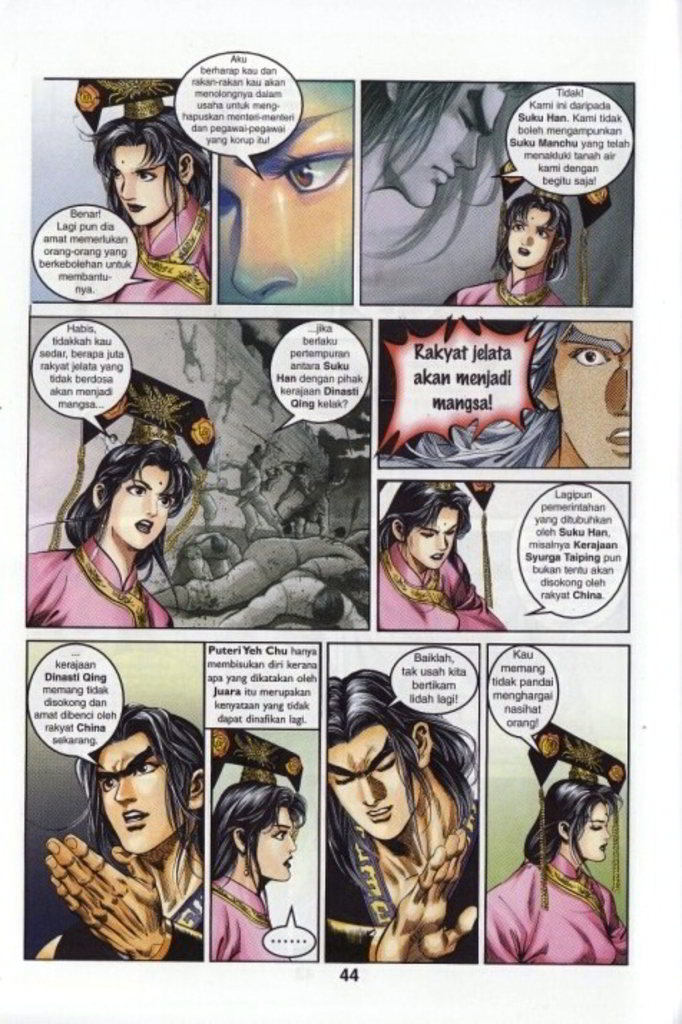 Aku
berharap kau dan
rakan-rakan kau akan
menolongnya dalam
usaha untuk meng-
hapuskan menteri-menteri
dan pegawai-pegawai
yang korup itu!
Benar!
Lagi pun dia
amat memerlukan
orang-orang yang
berkebolehan untuk
membantu-
nya.
Tidak!
Kami ini daripada
Suku Han. Kami tidak
boleh mengampunkan
Suku Manchu yang telah
menakluki tanah air
kami dengan
begitu saja!
Habis,
tidakkah kau
sedar, berapa juta
rakyat jelata yang
tidak berdosa
akan menjadi
mangsa...
...jika
berlaku
pertempuran
antara Suku
Han dengan pihak
kerajaan Dinasti
Qing kelak?
Rakyat jelata
akan menjadi
mangsa!
Lagipun
pemerintahan
yang ditubuhkan
oleh Suku Han,
misalnya Kerajaan
Syurga Taiping pun
bukan tentu akan
disokong oleh
rakyat China.
...
kerajaan
Dinasti Qing
memang tidak
disokong dan
amat dibenci oleh
rakyat China
sekarang.
Puteri Yeh Chu hanya
membisukan diri kerana
apa yang dikatakan oleh
Juara itu merupakan
kenyataan yang tidak
dapat dinafikan lagi.
......
Baiklah,
tak usah kita
bertikam
lidah lagi!
Kau
memang
tidak pandai
menghargai
nasihat
orang!
44